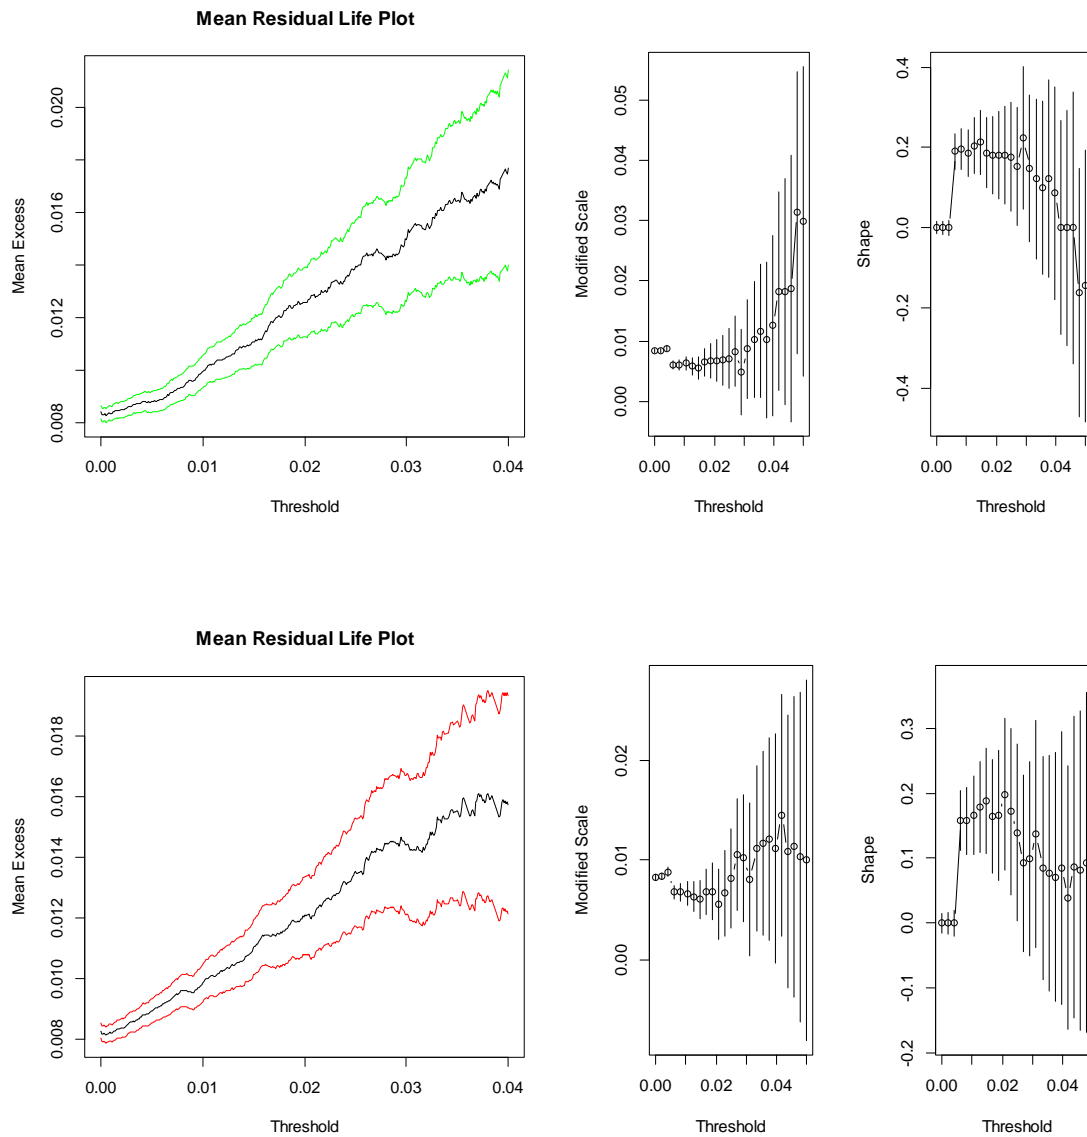 Mean Residual Life Plot
Mean Excess
0.008 0.012 0.016 0.020
0.00 0.01 0.02 0.03 0.04
Threshold
Modified Scale
0.00 0.01 0.02 0.03 0.04 0.05
0.00 0.02 0.04
Threshold
Shape
-0.4 -0.2 0.0 0.2 0.4
0.00 0.02 0.04
Threshold
Mean Residual Life Plot
Mean Excess
0.008 0.010 0.012 0.014 0.016 0.018
0.00 0.01 0.02 0.03 0.04
Threshold
Modified Scale
0.00 0.01 0.02
0.00 0.02 0.04
Threshold
Shape
-0.2 -0.1 0.0 0.1 0.2 0.3
0.00 0.02 0.04
Threshold